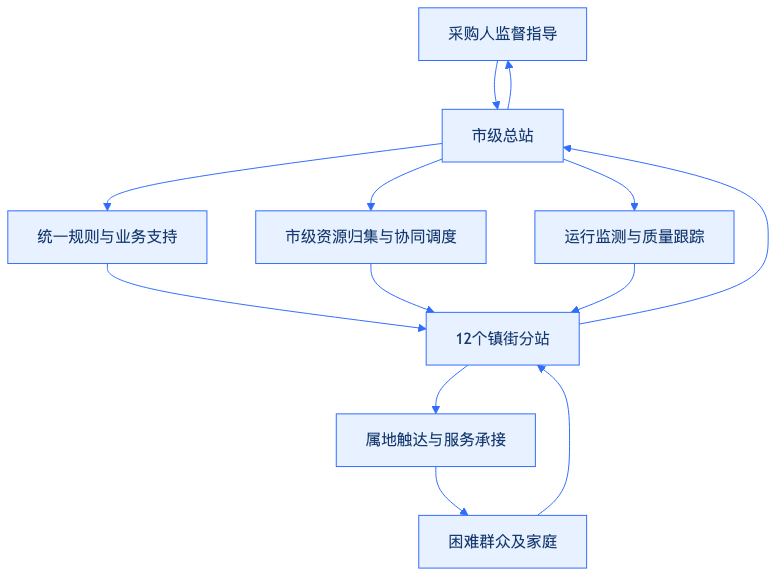 采购人监督指导
市级总站
统一规则与业务支持
市级资源归集与协同调度
运行监测与质量跟踪
12个镇街分站
属地触达与服务承接
困难群众及家庭